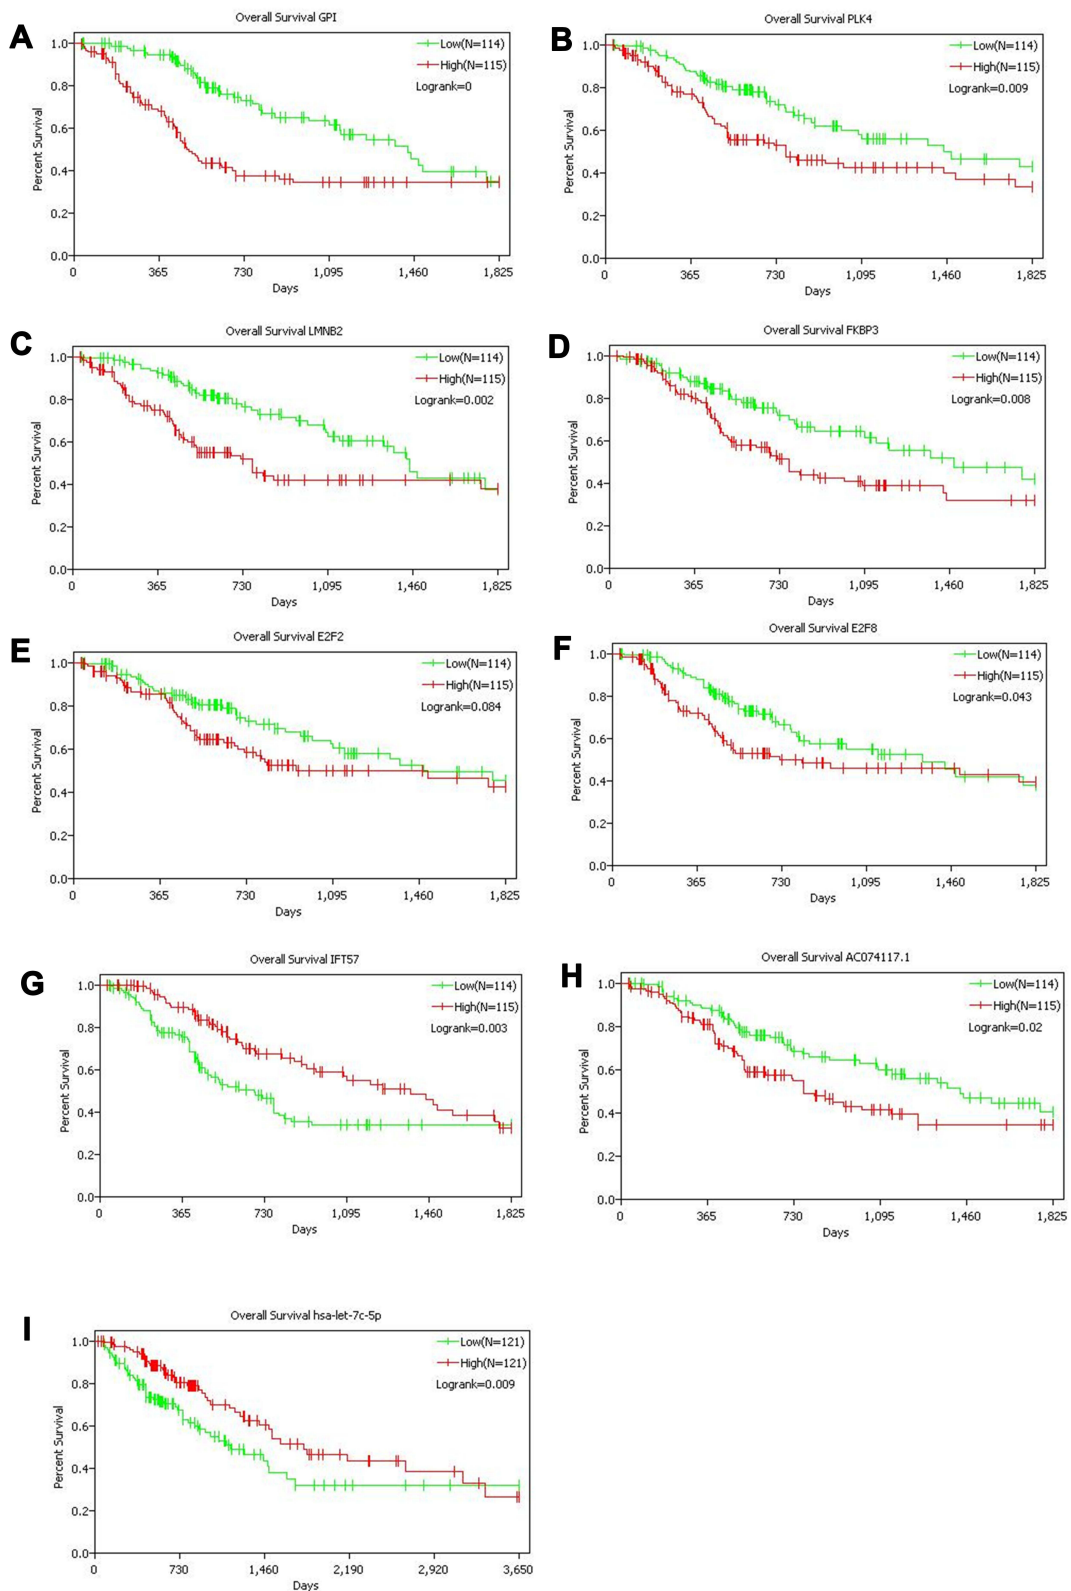 A
Overall Survival GPI
Low(N=114)
High(N=115)
Logrank=0
Percent Survival
1.0
0.8
0.6
0.4
0.2
0.0
0 365 730 1,095 1,460 1,825
Days
B
Overall Survival PLK4
Low(N=114)
High(N=115)
Logrank=0.009
Percent Survival
1.0
0.8
0.6
0.4
0.2
0.0
0 365 730 1,095 1,460 1,825
Days
C
Overall Survival LMNB2
Low(N=114)
High(N=115)
Logrank=0.002
Percent Survival
1.0
0.8
0.6
0.4
0.2
0.0
0 365 730 1,095 1,460 1,825
Days
D
Overall Survival FKBP3
Low(N=114)
High(N=115)
Logrank=0.008
Percent Survival
1.0
0.8
0.6
0.4
0.2
0.0
0 365 730 1,095 1,460 1,825
Days
E
Overall Survival E2F2
Low(N=114)
High(N=115)
Logrank=0.084
Percent Survival
1.0
0.8
0.6
0.4
0.2
0.0
0 365 730 1,095 1,460 1,825
Days
F
Overall Survival E2F8
Low(N=114)
High(N=115)
Logrank=0.043
Percent Survival
1.0
0.8
0.6
0.4
0.2
0.0
0 365 730 1,095 1,460 1,825
Days
G
Overall Survival IFT57
Low(N=114)
High(N=115)
Logrank=0.003
Percent Survival
1.0
0.8
0.6
0.4
0.2
0.0
0 365 730 1,095 1,460 1,825
Days
H
Overall Survival AC074117.1
Low(N=114)
High(N=115)
Logrank=0.02
Percent Survival
1.0
0.8
0.6
0.4
0.2
0.0
0 365 730 1,095 1,460 1,825
Days
I
Overall Survival hsa-let-7c-5p
Low(N=121)
High(N=121)
Logrank=0.009
Percent Survival
1.0
0.8
0.6
0.4
0.2
0.0
0 730 1,460 2,190 2,920 3,650
Days